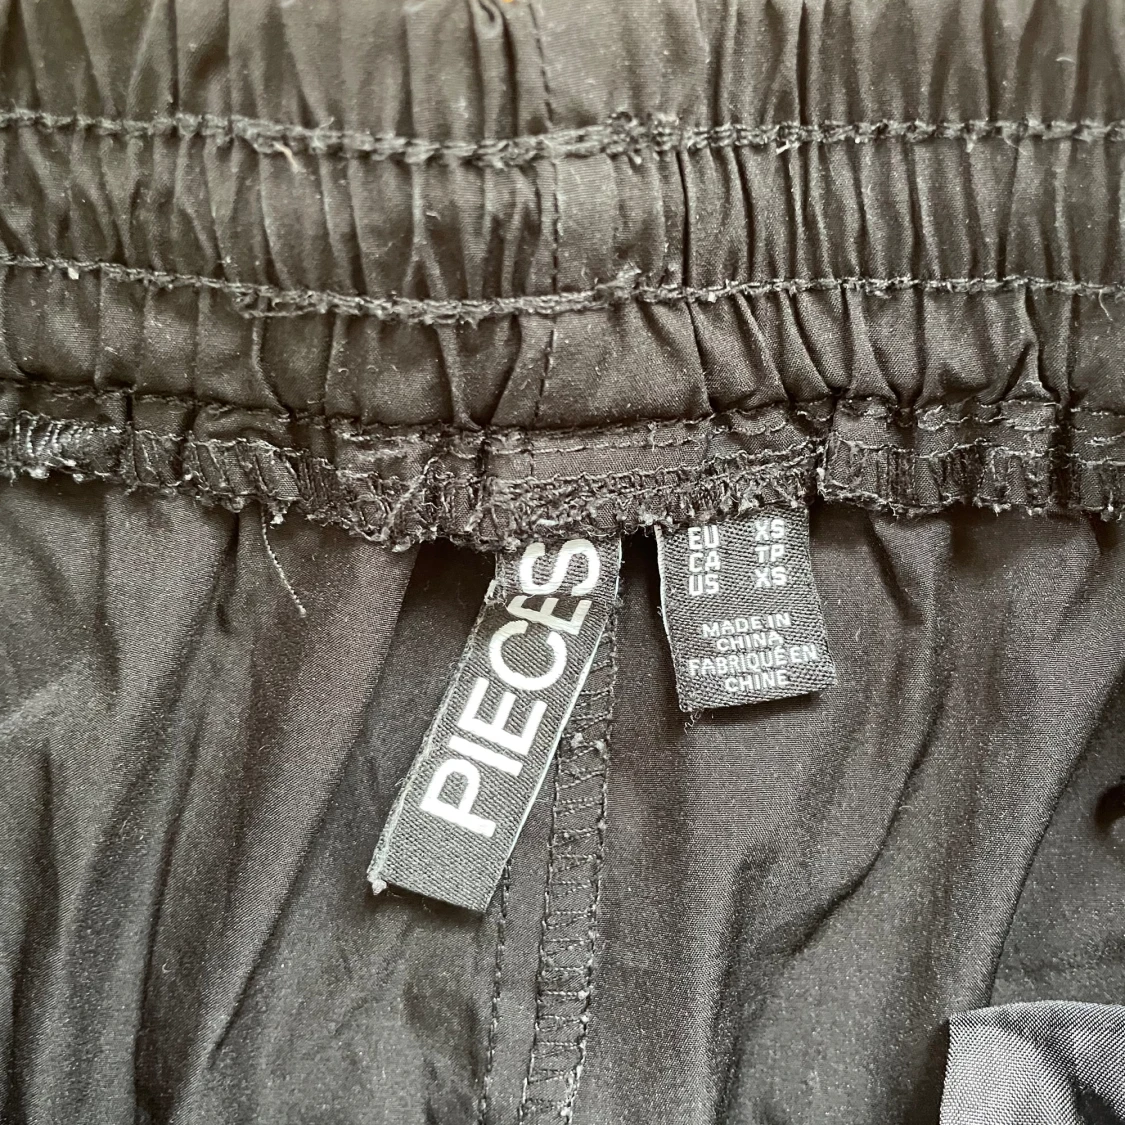 PIECES
EU XS
CA TP
US XS
MADE IN
CHINA
FABRIQUÉ EN
CHINE